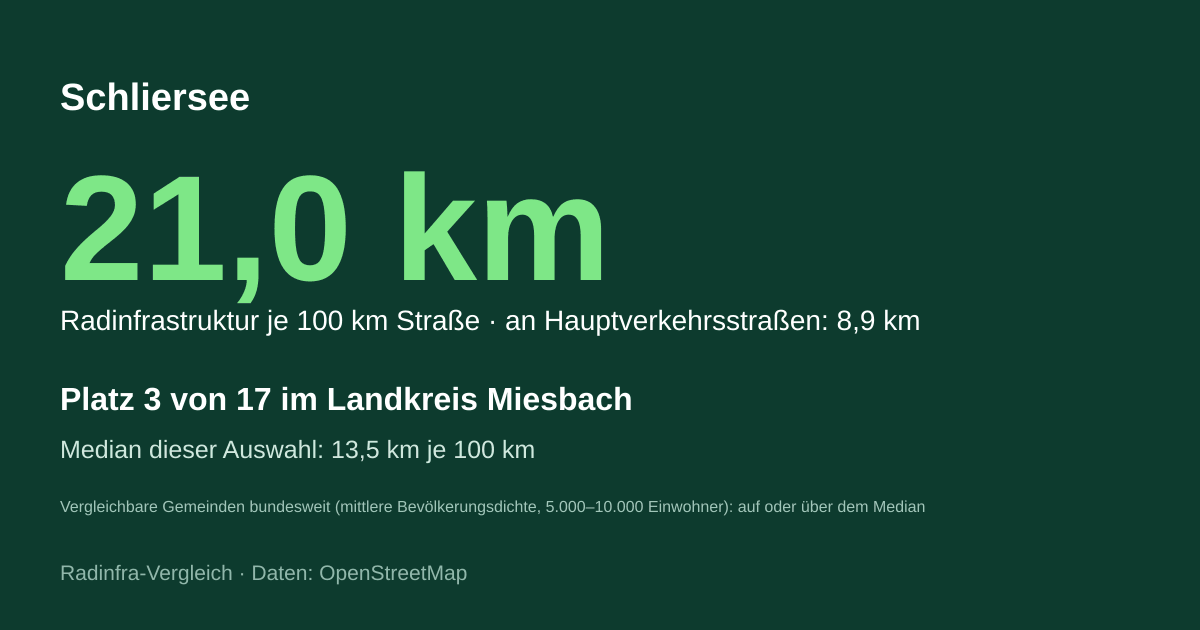 Schliersee
21,0 km
Radinfrastruktur je 100 km Straße · an Hauptverkehrsstraßen: 8,9 km
Platz 3 von 17 im Landkreis Miesbach
Median dieser Auswahl: 13,5 km je 100 km
Vergleichbare Gemeinden bundesweit (mittlere Bevölkerungsdichte, 5.000–10.000 Einwohner): auf oder über dem Median
Radinfra-Vergleich · Daten: OpenStreetMap